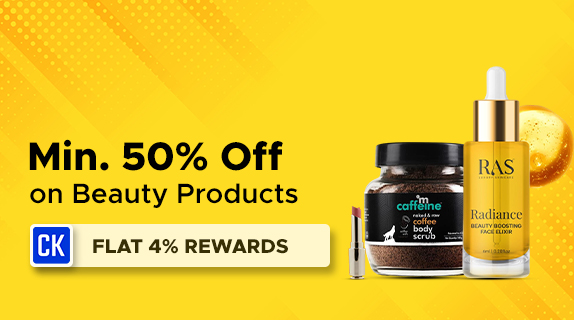 Min. 50% Off
on Beauty Products
CK
FLAT 4% REWARDS
m
caffeine
naked & raw
coffee
body
scrub
RAS
Radiance
BEAUTY BOOSTING
FACE ELIXIR